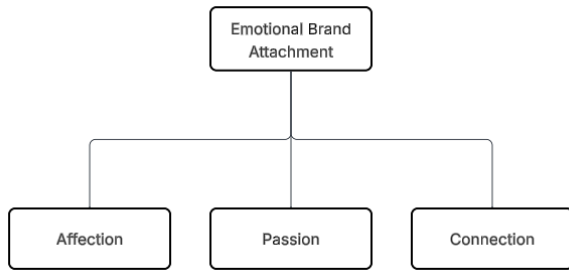 Emotional Brand
Attachment
Affection
Passion
Connection